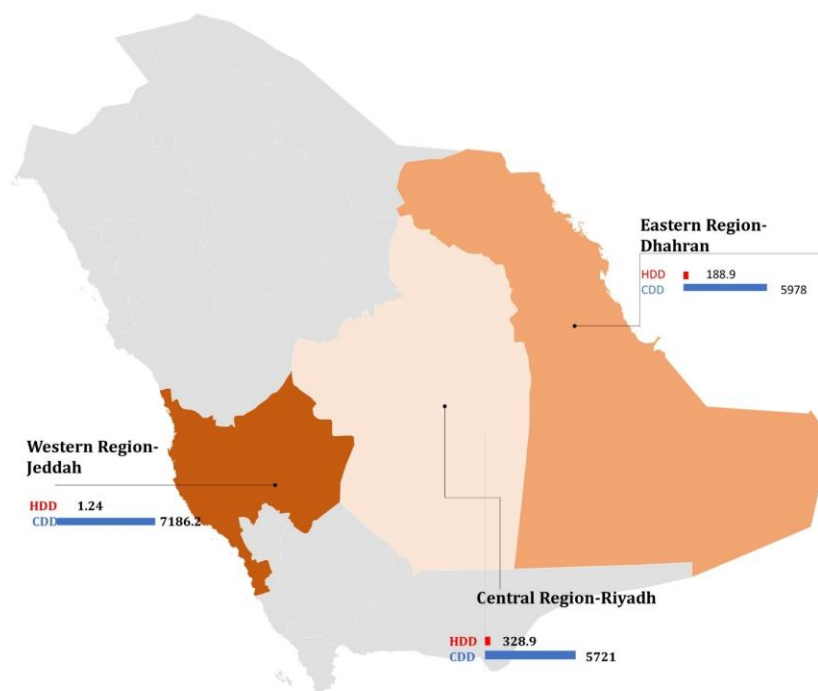 Eastern Region-
Dhahran
HDD 188.9
CDD 5978
Western Region-
Jeddah
HDD 1.24
CDD 7186.2
Central Region-Riyadh
HDD 328.9
CDD 5721